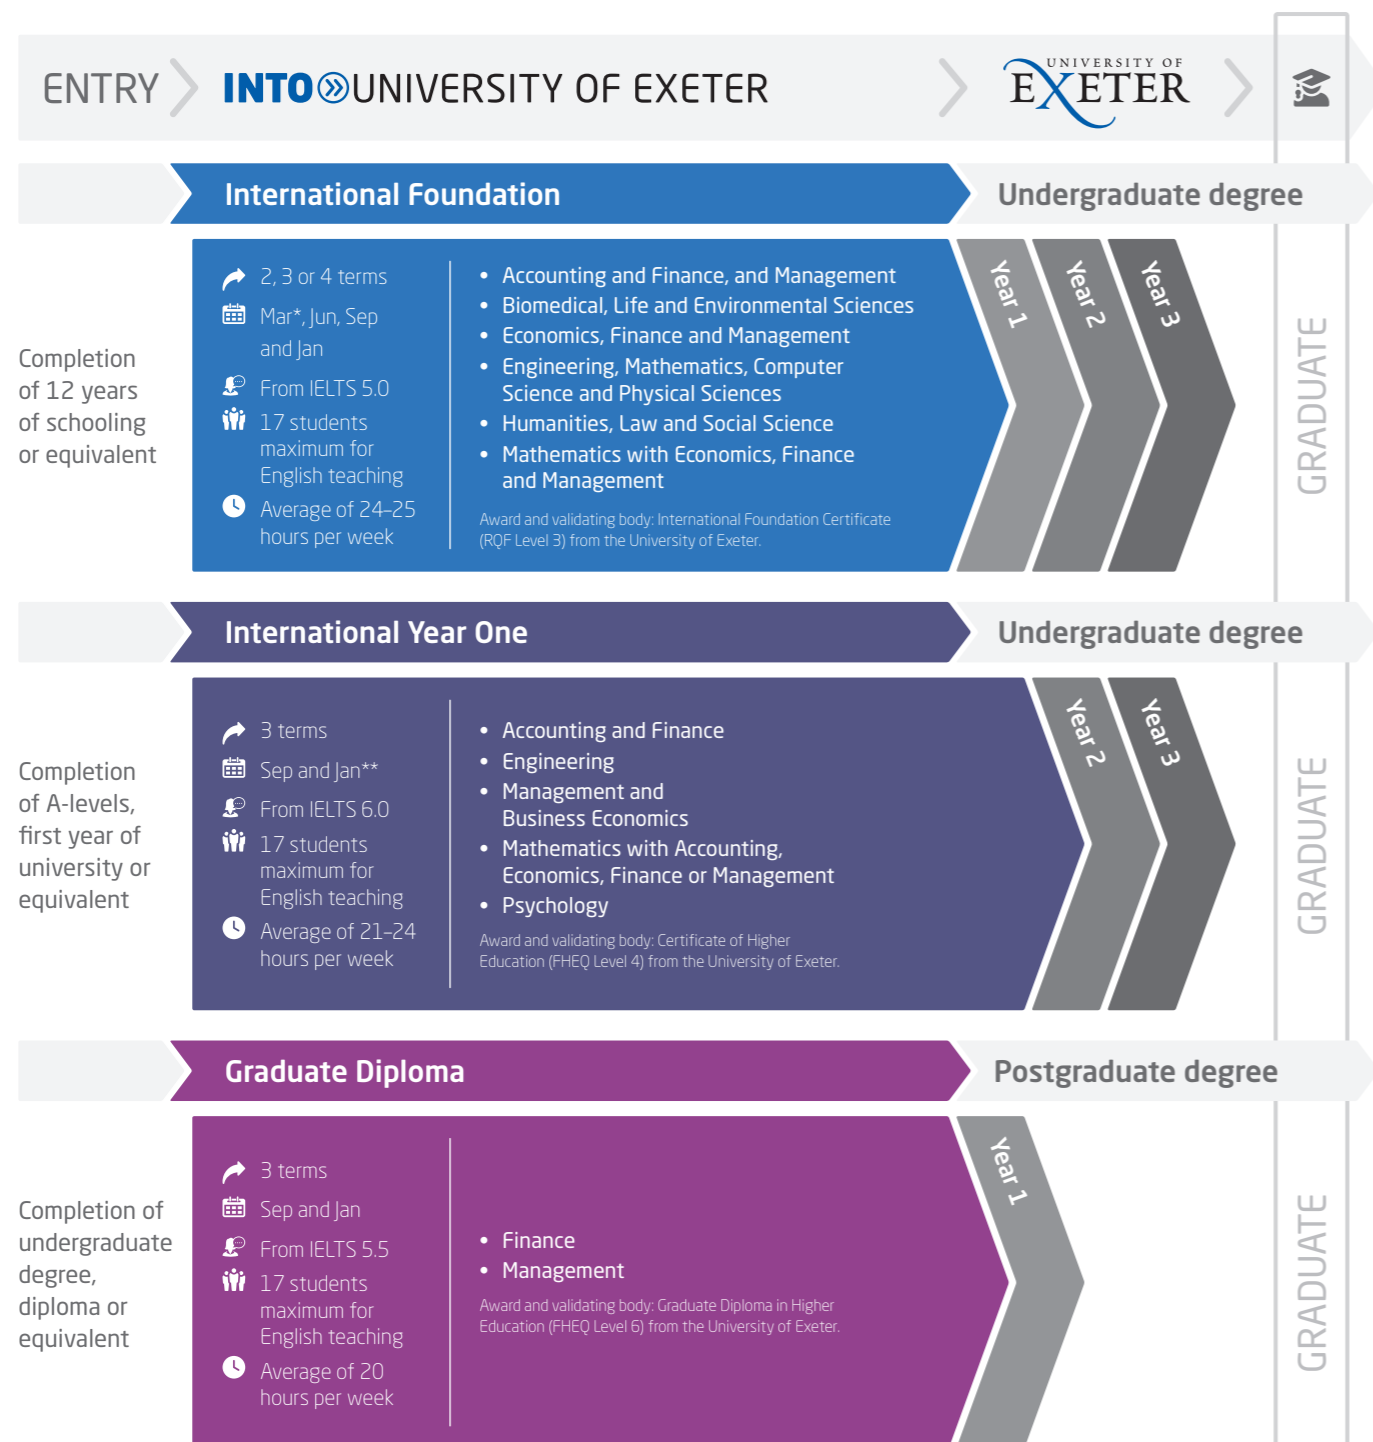 ENTRY
INTO UNIVERSITY OF EXETER
UNIVERSITY OF
EXETER
International Foundation
Undergraduate degree
Completion
of 12 years
of schooling
or equivalent
2, 3 or 4 terms
Mar*, Jun, Sep
and Jan
From IELTS 5.0
17 students
maximum for
English teaching
Average of 24–25
hours per week
• Accounting and Finance, and Management
• Biomedical, Life and Environmental Sciences
• Economics, Finance and Management
• Engineering, Mathematics, Computer
Science and Physical Sciences
• Humanities, Law and Social Science
• Mathematics with Economics, Finance
and Management
Award and validating body: International Foundation Certificate
(RQF Level 3) from the University of Exeter.
Year 1
Year 2
Year 3
GRADUATE
International Year One
Undergraduate degree
Completion
of A-levels,
first year of
university or
equivalent
3 terms
Sep and Jan**
From IELTS 6.0
17 students
maximum for
English teaching
Average of 21–24
hours per week
• Accounting and Finance
• Engineering
• Management and
Business Economics
• Mathematics with Accounting,
Economics, Finance or Management
• Psychology
Award and validating body: Certificate of Higher
Education (FHEQ Level 4) from the University of Exeter.
Year 2
Year 3
GRADUATE
Graduate Diploma
Postgraduate degree
Completion of
undergraduate
degree,
diploma or
equivalent
3 terms
Sep and Jan
From IELTS 5.5
17 students
maximum for
English teaching
Average of 20
hours per week
• Finance
• Management
Award and validating body: Graduate Diploma in Higher
Education (FHEQ Level 6) from the University of Exeter.
Year 1
GRADUATE